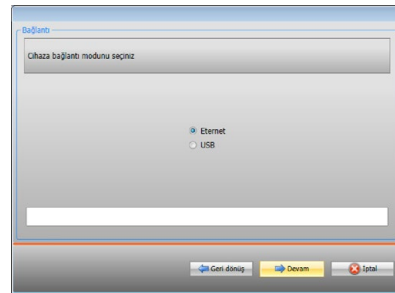 Bağlantı
Cihaza bağlantı modunu seçiniz
Eternet
USB
Geri dönüş
Devam
İptal